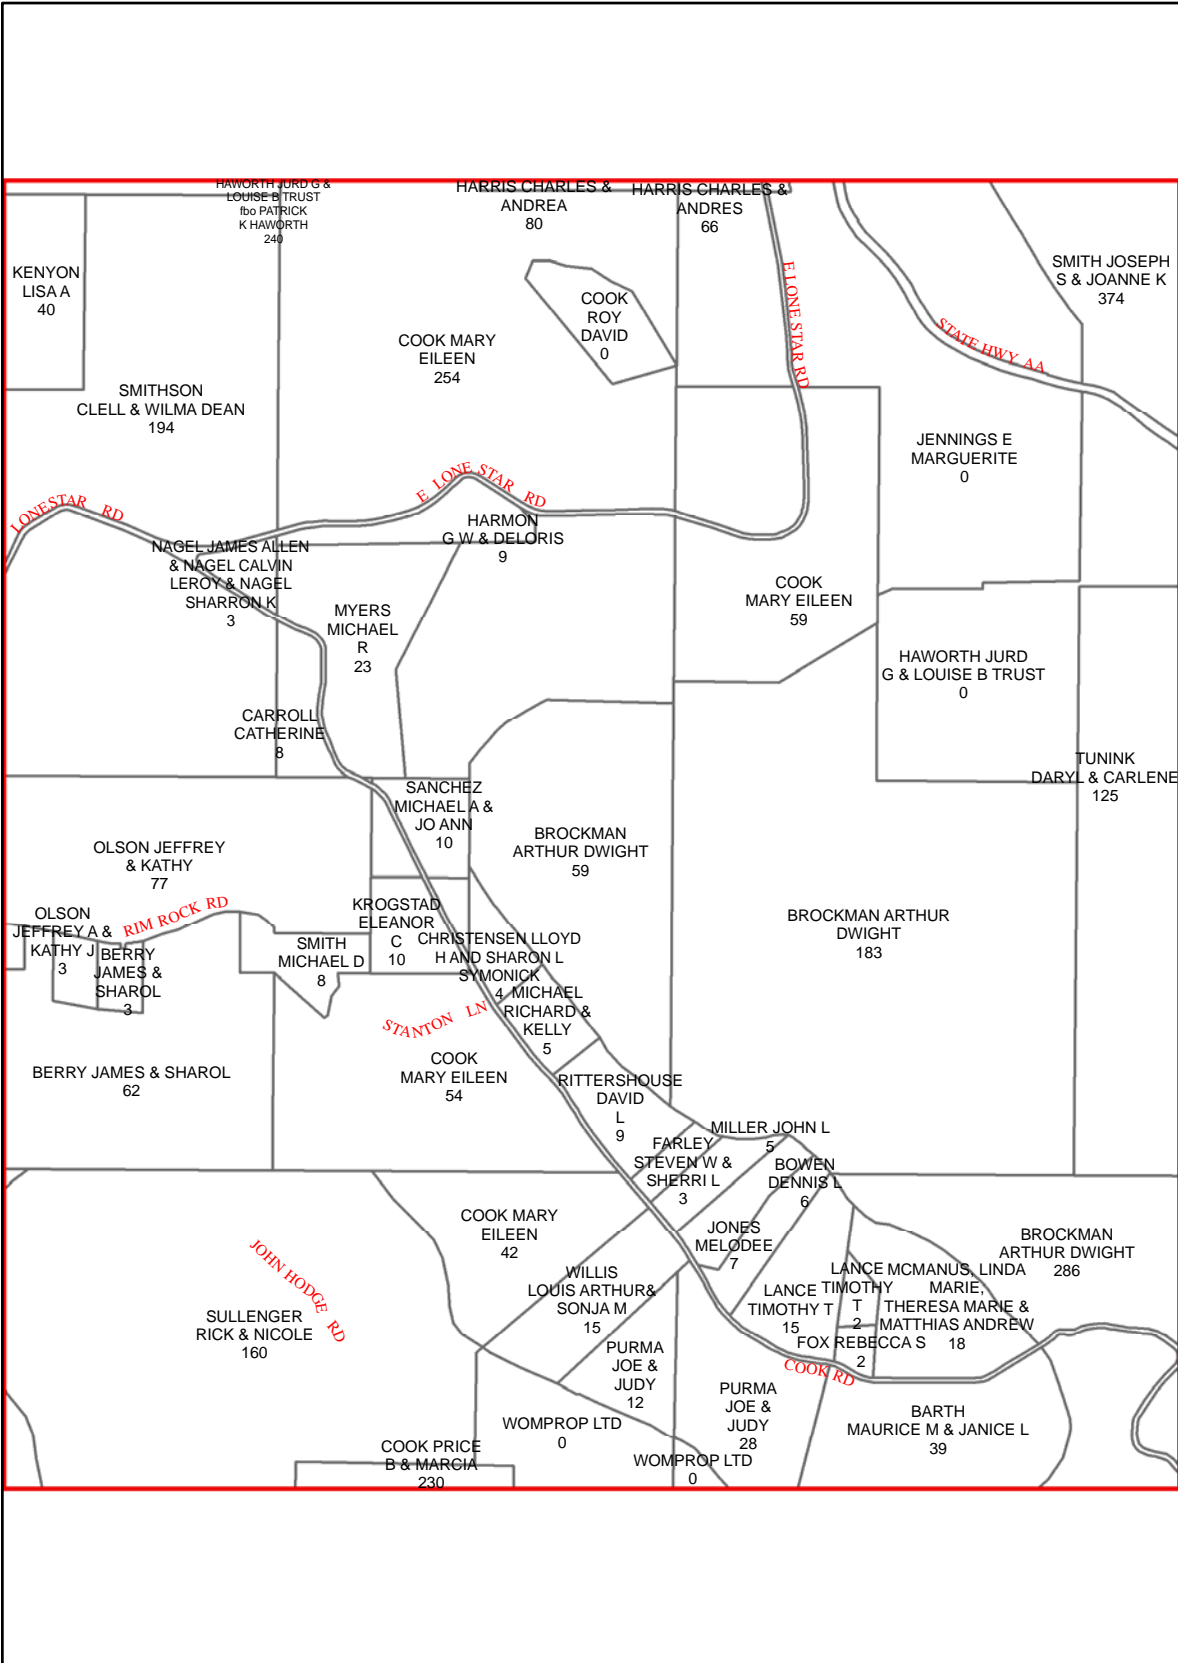 HAWORTH JURD G &
LOUISE B TRUST
fbo PATRICK
K HAWORTH
240
HARRIS CHARLES &
ANDREA
80
HARRIS CHARLES &
ANDRES
66
KENYON
LISA A
40
SMITH JOSEPH
S & JOANNE K
374
COOK
ROY
DAVID
0
E LONE STAR RD
STATE HWY AA
COOK MARY
EILEEN
254
SMITHSON
CLELL & WILMA DEAN
194
JENNINGS E
MARGUERITE
0
LONESTAR RD
E LONE STAR RD
HARMON
G W & DELORIS
9
NAGEL JAMES ALLEN
& NAGEL CALVIN
LEROY & NAGEL
SHARRON K
3
MYERS
MICHAEL
R
23
COOK
MARY EILEEN
59
HAWORTH JURD
G & LOUISE B TRUST
0
CARROLL
CATHERINE
8
TUNINK
DARYL & CARLENE
125
SANCHEZ
MICHAEL A &
JO ANN
10
BROCKMAN
ARTHUR DWIGHT
59
OLSON JEFFREY
& KATHY
77
RIM ROCK RD
OLSON
JEFFREY A &
KATHY J
3
BERRY
JAMES &
SHAROL
3
SMITH
MICHAEL D
8
KROGSTAD
ELEANOR
C
10
CHRISTENSEN LLOYD
H AND SHARON L
SYMONICK
4
BROCKMAN ARTHUR
DWIGHT
183
MICHAEL
RICHARD &
KELLY
5
STANTON LN
COOK
MARY EILEEN
54
BERRY JAMES & SHAROL
62
RITTERSHOUSE
DAVID
L
9
MILLER JOHN L
5
FARLEY
STEVEN W &
SHERRI L
3
BOWEN
DENNIS L
6
COOK MARY
EILEEN
42
JONES
MELODEE
7
BROCKMAN
ARTHUR DWIGHT
286
JOHN HODGE RD
WILLIS
LOUIS ARTHUR&
SONJA M
15
LANCE
TIMOTHY T
15
LANCE
TIMOTHY
T
2
MCMANUS, LINDA
MARIE,
THERESA MARIE &
MATTHIAS ANDREW
18
SULLENGER
RICK & NICOLE
160
FOX REBECCA S
2
PURMA
JOE &
JUDY
12
COOK RD
PURMA
JOE &
JUDY
28
WOMPROP LTD
0
BARTH
MAURICE M & JANICE L
39
COOK PRICE
B & MARCIA
230
WOMPROP LTD
0